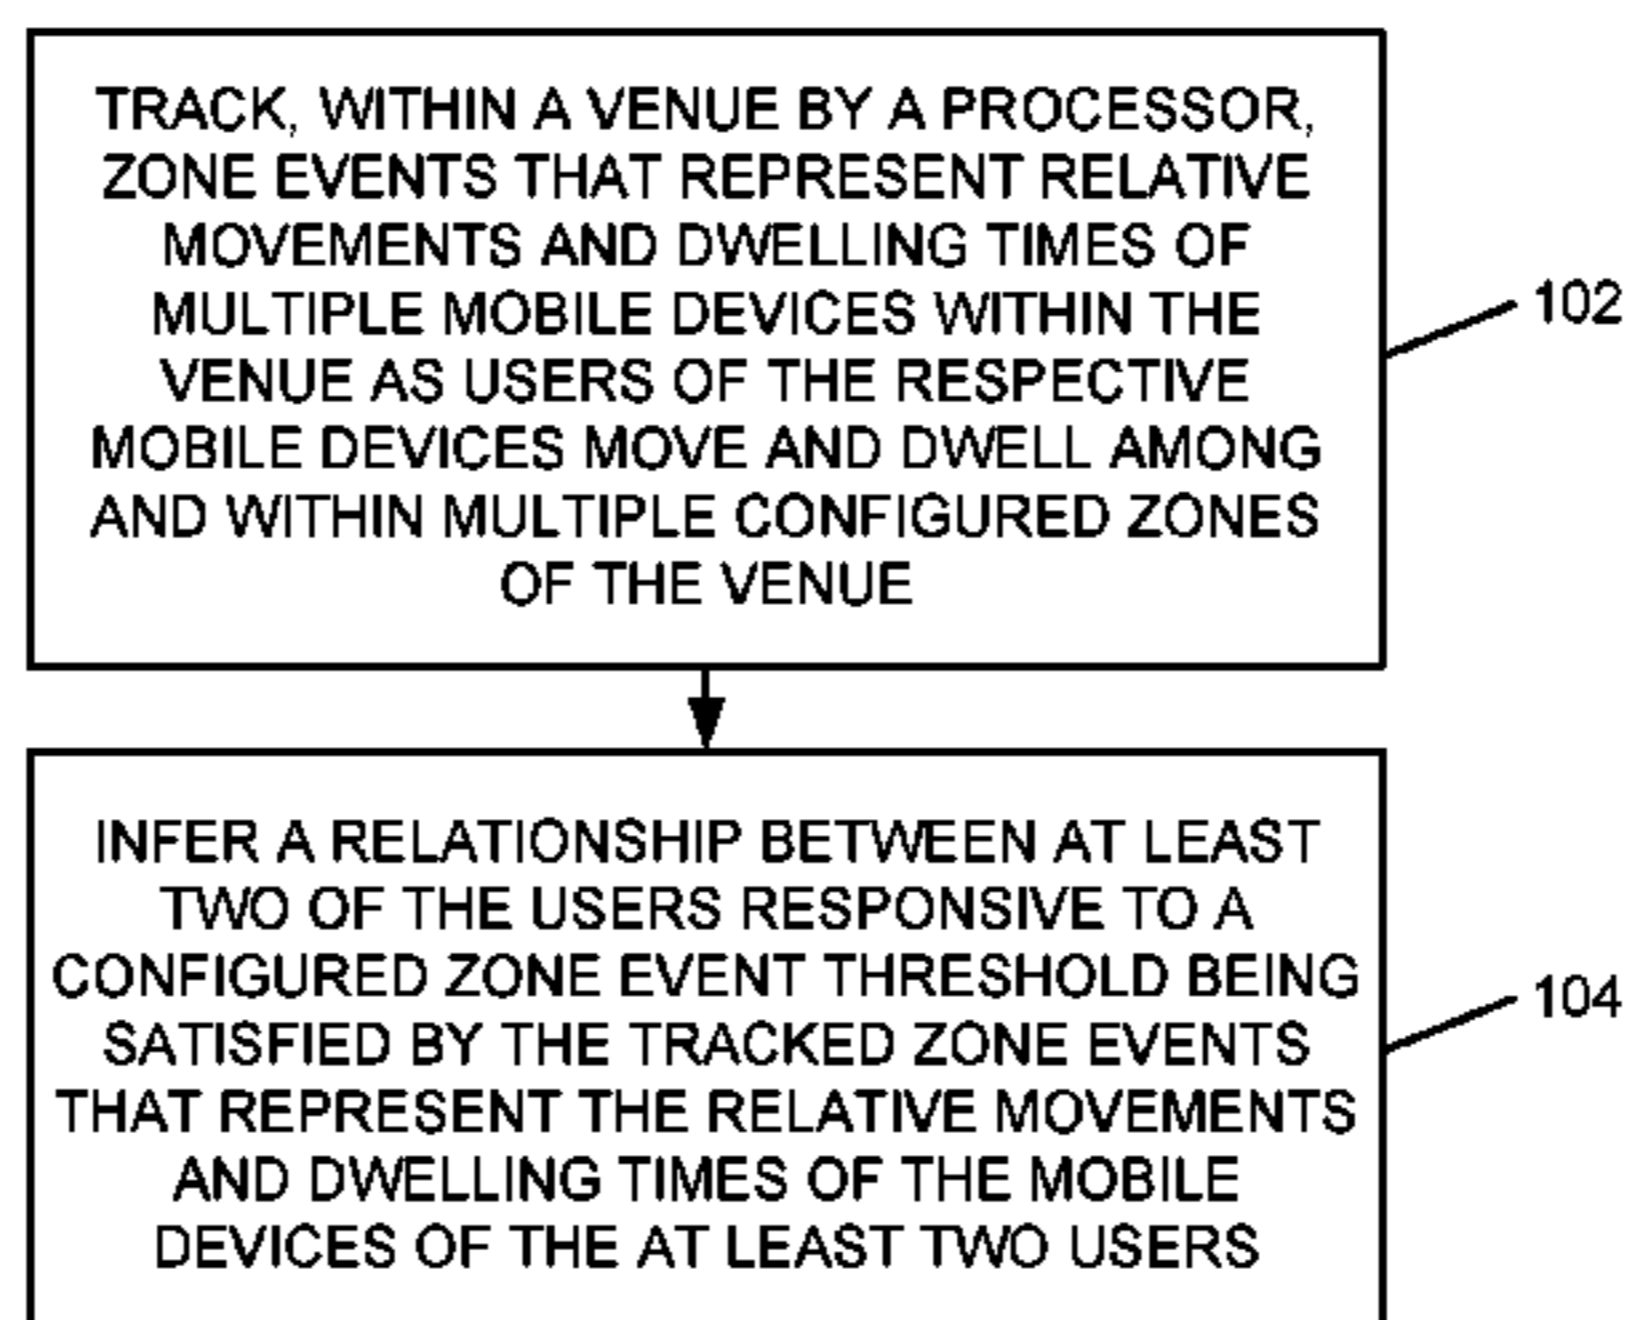 TRACK, WITHIN A VENUE BY A PROCESSOR,
ZONE EVENTS THAT REPRESENT RELATIVE
MOVEMENTS AND DWELLING TIMES OF
MULTIPLE MOBILE DEVICES WITHIN THE
VENUE AS USERS OF THE RESPECTIVE
MOBILE DEVICES MOVE AND DWELL AMONG
AND WITHIN MULTIPLE CONFIGURED ZONES
OF THE VENUE
102
INFER A RELATIONSHIP BETWEEN AT LEAST
TWO OF THE USERS RESPONSIVE TO A
CONFIGURED ZONE EVENT THRESHOLD BEING
SATISFIED BY THE TRACKED ZONE EVENTS
THAT REPRESENT THE RELATIVE MOVEMENTS
AND DWELLING TIMES OF THE MOBILE
DEVICES OF THE AT LEAST TWO USERS
104